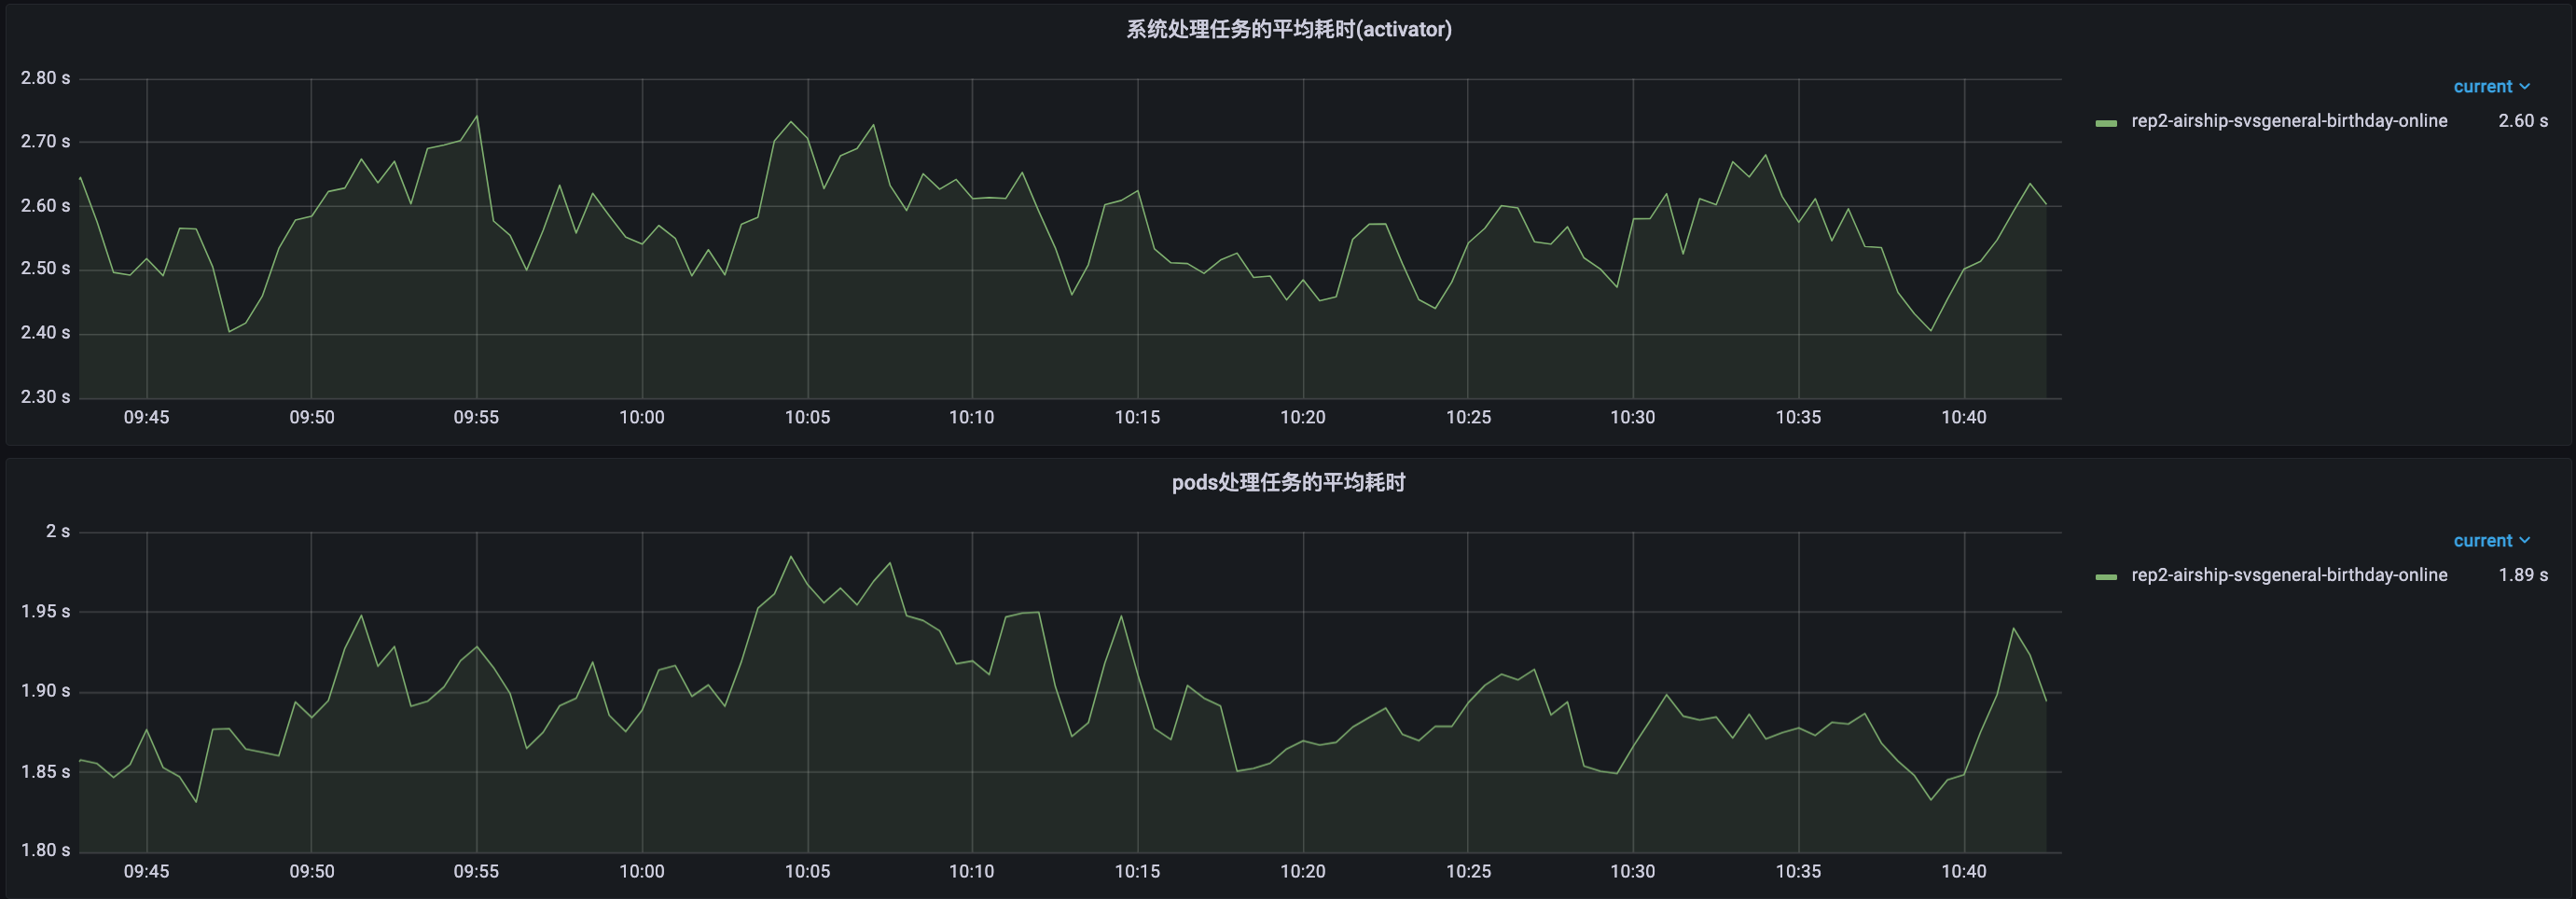 系统处理任务的平均耗时(activator)
2.80 s
2.70 s
2.60 s
2.50 s
2.40 s
2.30 s
09:45 09:50 09:55 10:00 10:05 10:10 10:15 10:20 10:25 10:30 10:35 10:40
current
rep2-airship-svsgeneral-birthday-online 2.60 s
pods处理任务的平均耗时
2 s
1.95 s
1.90 s
1.85 s
1.80 s
09:45 09:50 09:55 10:00 10:05 10:10 10:15 10:20 10:25 10:30 10:35 10:40
current
rep2-airship-svsgeneral-birthday-online 1.89 s